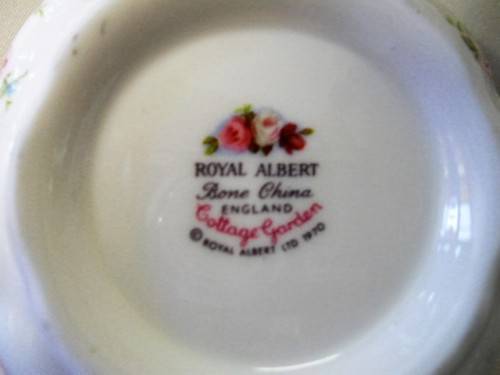 ROYAL ALBERT
Bone China
ENGLAND
Cottage Garden
© ROYAL ALBERT LTD 1970